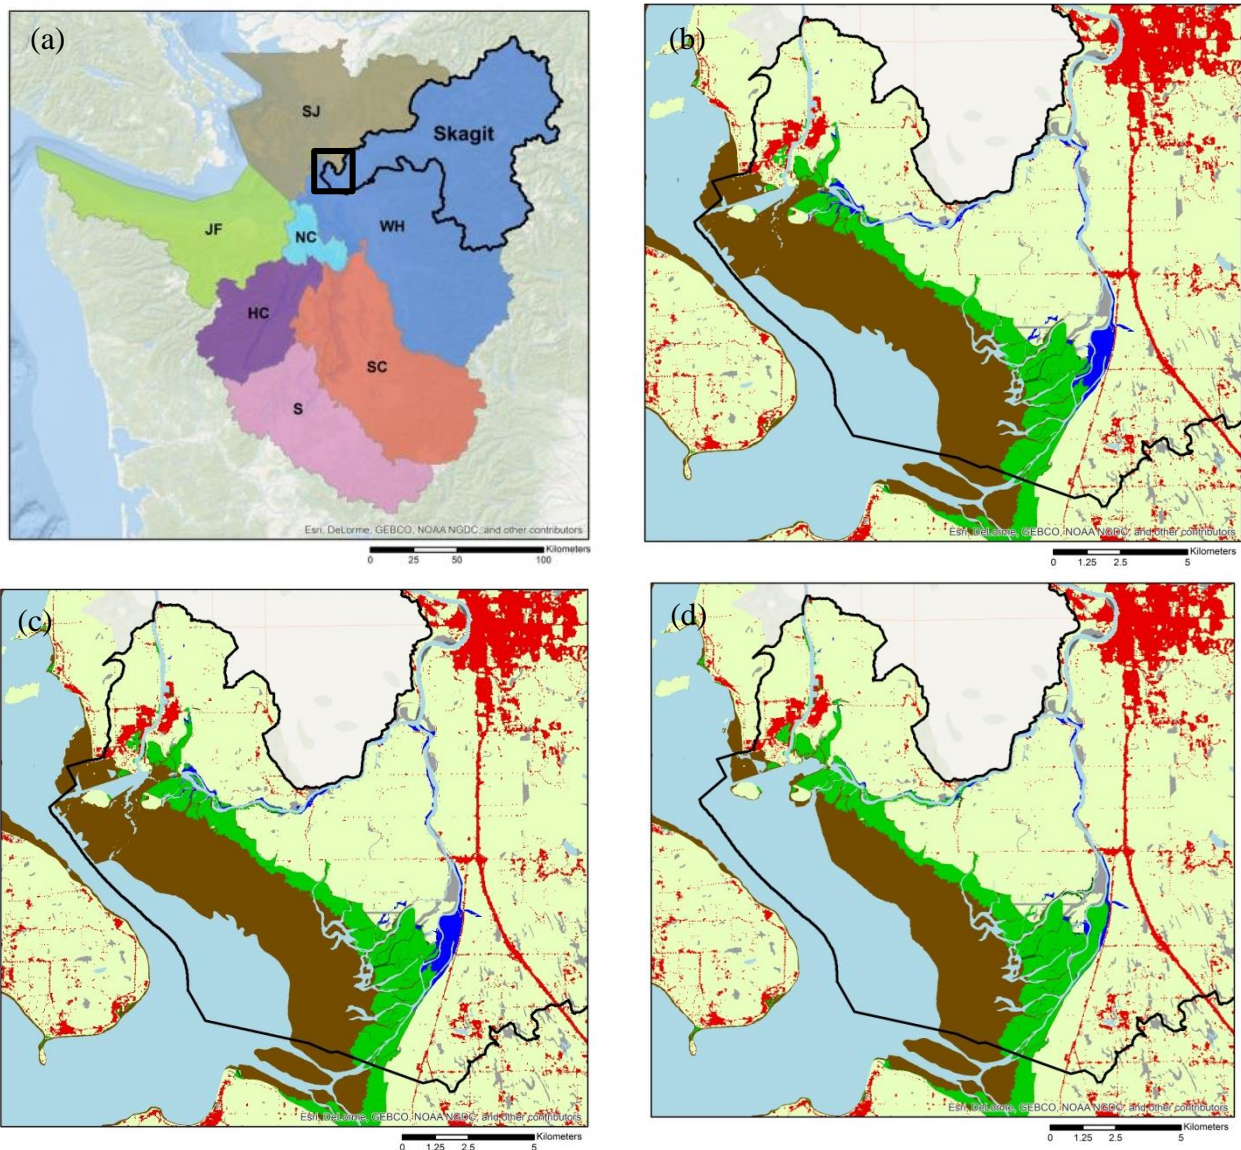 (a)
SJ
Skagit
JF
NC
WH
HC
SC
S
Esri, DeLorme, GEBCO, NOAA NGDC, and other contributors
Kilometers
0 25 50 100
(b)
Esri, DeLorme, GEBCO, NOAA NGDC, and other contributors
Kilometers
0 1.25 2.5 5
(c)
Esri, DeLorme, GEBCO, NOAA NGDC, and other contributors
Kilometers
0 1.25 2.5 5
(d)
Esri, DeLorme, GEBCO, NOAA NGDC, and other contributors
Kilometers
0 1.25 2.5 5